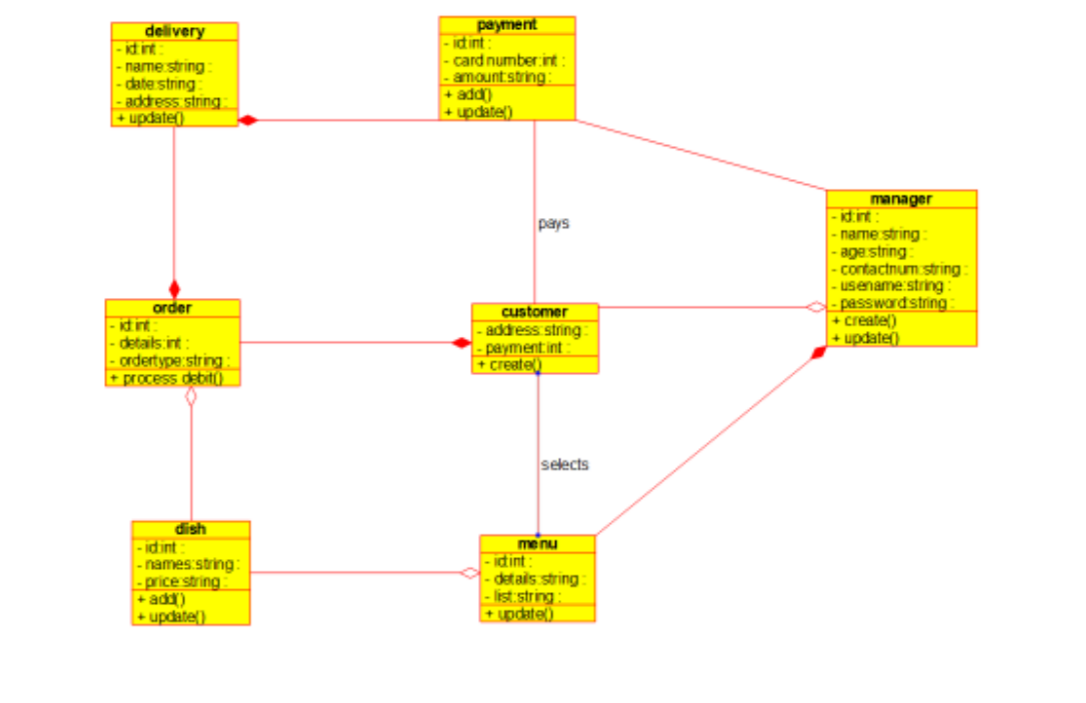 delivery
- id:int :
- name:string :
- date:string :
- address:string :
+ update()
payment
- id:int :
- card number:int :
- amount:string :
+ add()
+ update()
pays
manager
- id:int :
- name:string :
- age:string :
- contactnum:string :
- usename:string :
- password:string :
+ create()
+ update()
order
- id:int :
- details:int :
- ordertype:string :
+ process debit()
customer
- address:string :
- payment:int :
+ create()
selects
dish
- id:int :
- names:string :
- price:string :
+ add()
+ update()
menu
- id:int :
- details:string :
- list:string :
+ update()